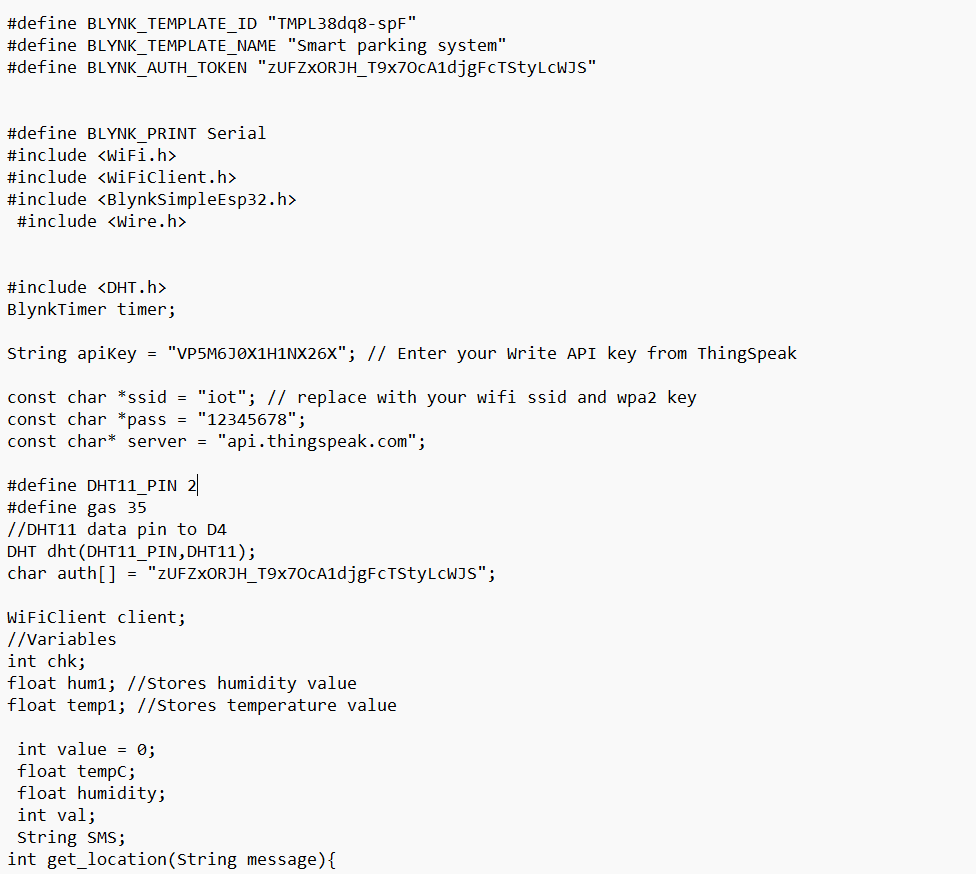 #define BLYNK_TEMPLATE_ID "TMPL38dq8-spF"
#define BLYNK_TEMPLATE_NAME "Smart parking system"
#define BLYNK_AUTH_TOKEN "zUFZxORJH_T9x7OcA1djgFcTStyLcWJS"
#define BLYNK_PRINT Serial
#include <WiFi.h>
#include <WiFiClient.h>
#include <BlynkSimpleEsp32.h>
#include <Wire.h>
#include <DHT.h>
BlynkTimer timer;
String apiKey = "VP5M6J0X1H1NX26X"; // Enter your Write API key from ThingSpeak
const char *ssid = "iot"; // replace with your wifi ssid and wpa2 key
const char *pass = "12345678";
const char* server = "api.thingspeak.com";
#define DHT11_PIN 2
#define gas 35
//DHT11 data pin to D4
DHT dht(DHT11_PIN,DHT11);
char auth[] = "zUFZxORJH_T9x7OcA1djgFcTStyLcWJS";
WiFiClient client;
//Variables
int chk;
float hum1; //Stores humidity value
float temp1; //Stores temperature value
int value = 0;
float tempC;
float humidity;
int val;
String SMS;
int get_location(String message){